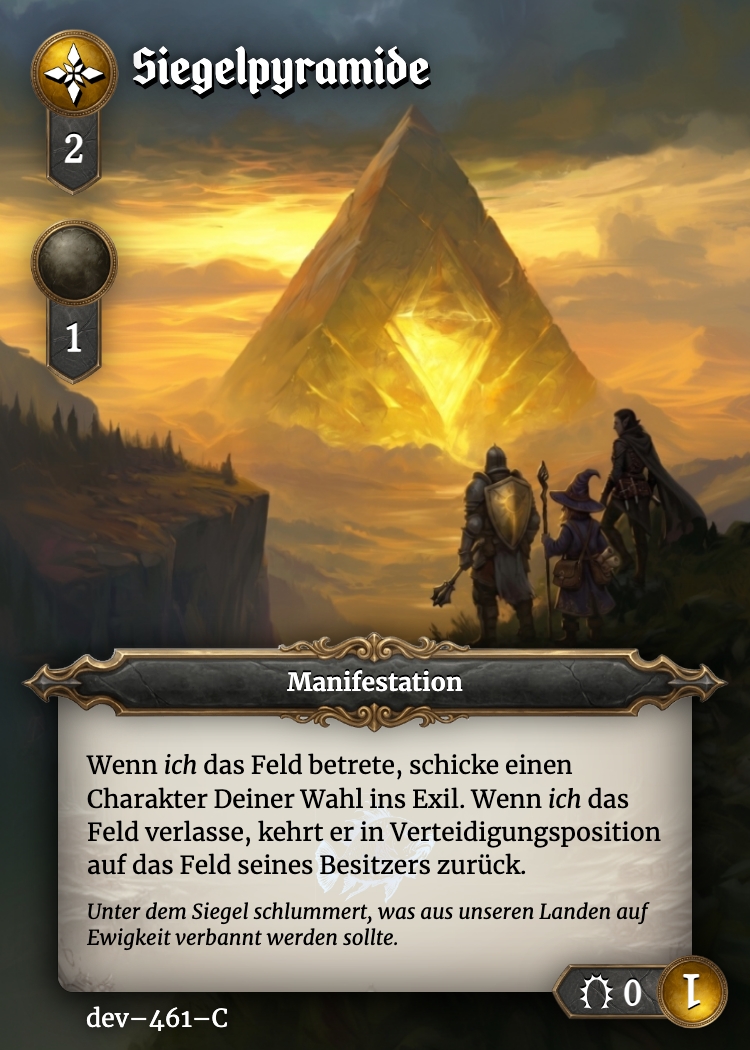 Siegelpyramide
2
1
Manifestation
Wenn ich das Feld betrete, schicke einen
Charakter Deiner Wahl ins Exil. Wenn ich das
Feld verlasse, kehrt er in Verteidigungsposition
auf das Feld seines Besitzers zurück.
Unter dem Siegel schlummert, was aus unseren Landen auf
Ewigkeit verbannt werden sollte.
0
1
dev–461–C